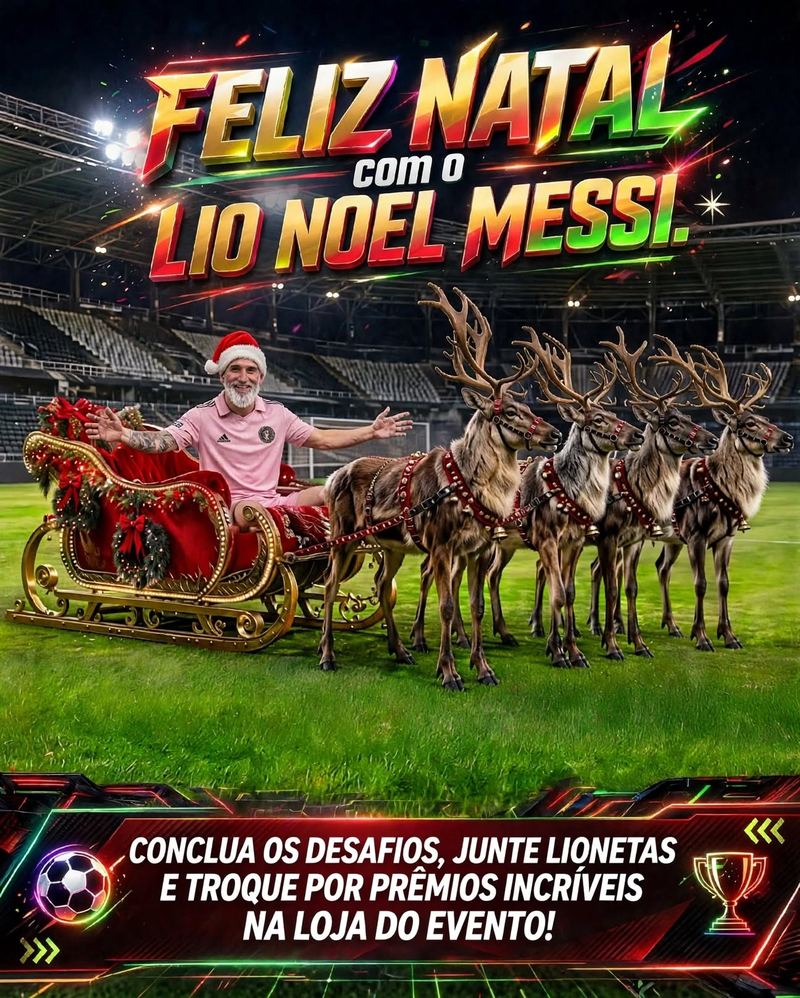 FELIZ NATAL
COM O
LIO NOEL MESSI.
CONCLUA OS DESAFIOS, JUNTE LIONETAS
E TROQUE POR PRÊMIOS INCRÍVEIS
NA LOJA DO EVENTO!